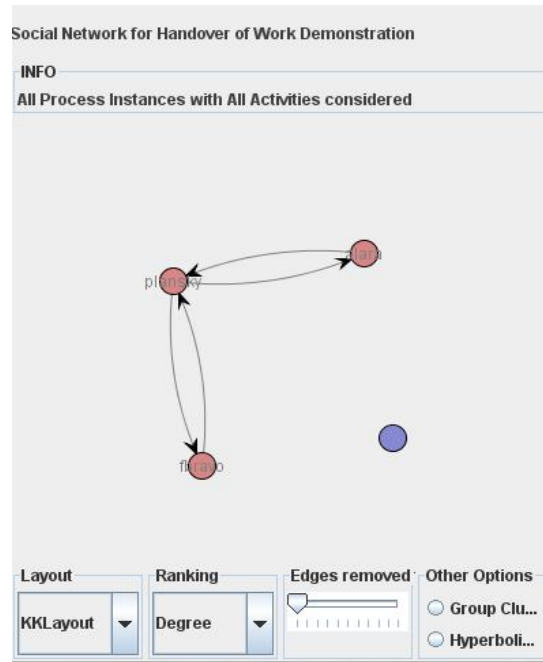 Social Network for Handover of Work Demonstration
INFO
All Process Instances with All Activities considered
plansky
fbravo
Layout
Ranking
Edges removed
Other Options
KKLayout
Degree
Group Clu...
Hyperboli...